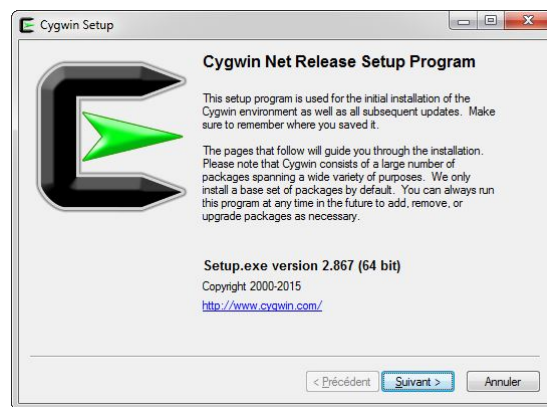 Cygwin Setup
Cygwin Net Release Setup Program
This setup program is used for the initial installation of the
Cygwin environment as well as all subsequent updates. Make
sure to remember where you saved it.
The pages that follow will guide you through the installation.
Please note that Cygwin consists of a large number of
packages spanning a wide variety of purposes. We only
install a base set of packages by default. You can always run
this program at any time in the future to add, remove, or
upgrade packages as necessary.
Setup.exe version 2.867 (64 bit)
Copyright 2000-2015
http://www.cygwin.com/
< Précédent Suivant > Annuler